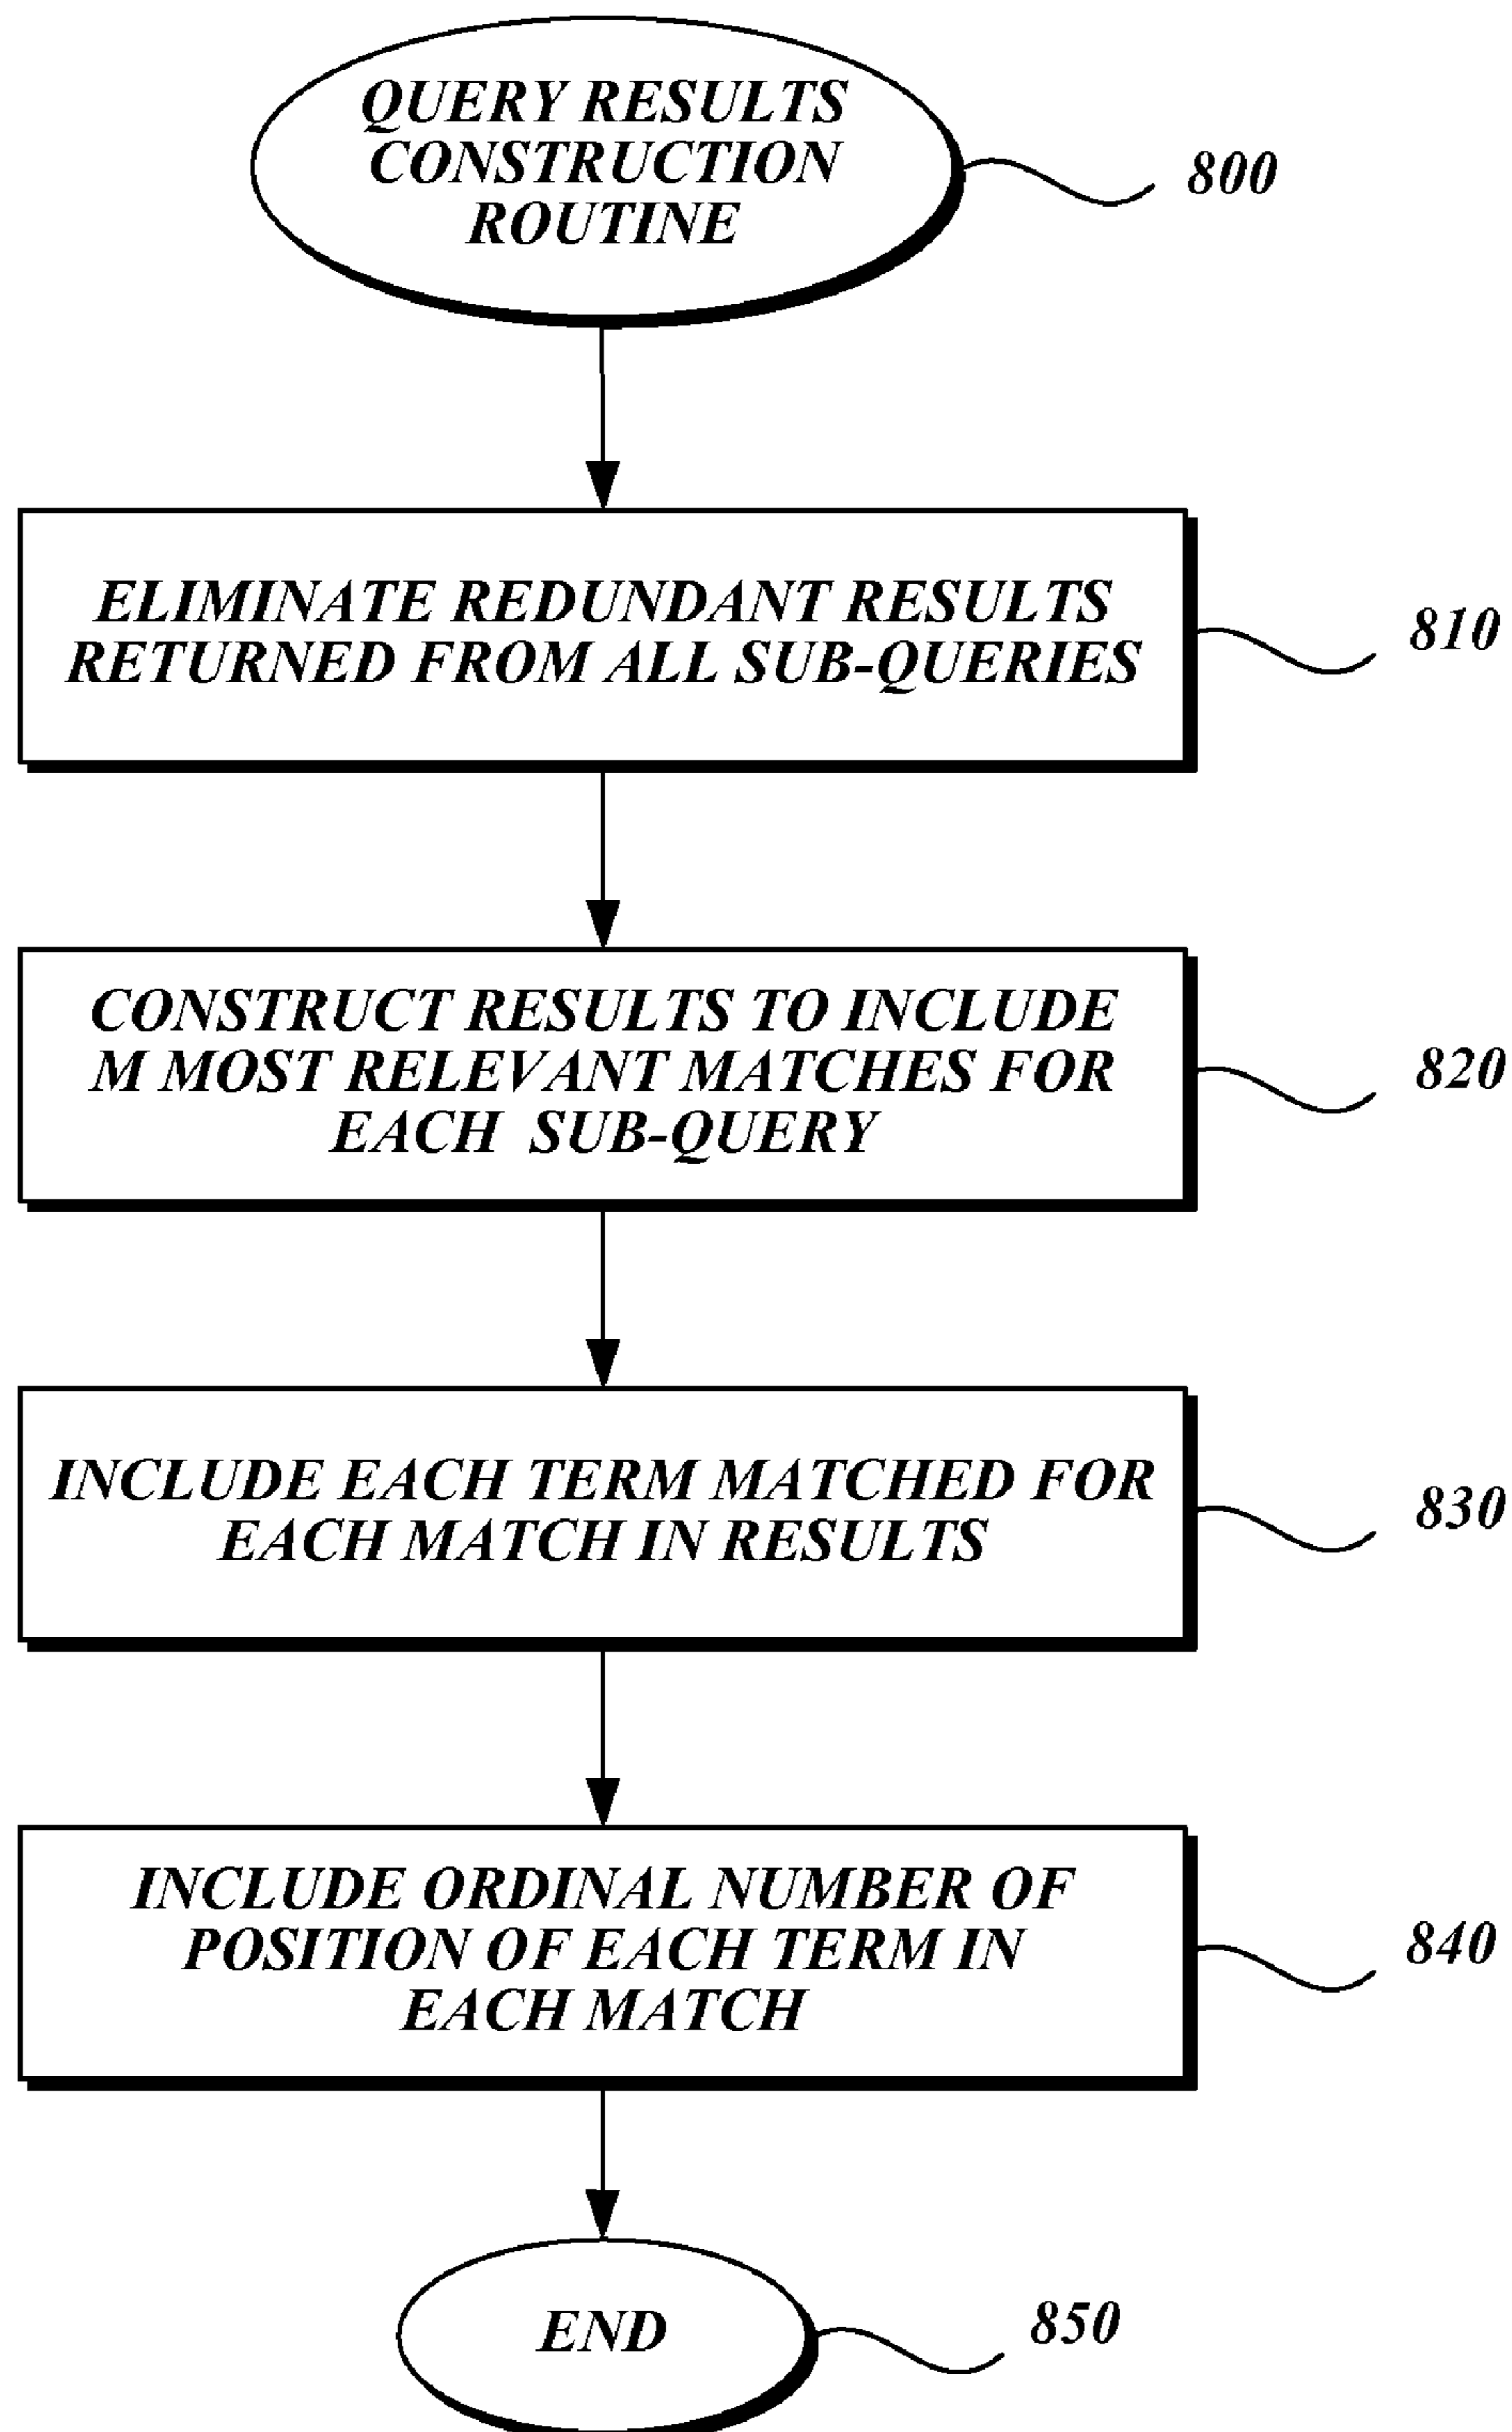 QUERY RESULTS
CONSTRUCTION
ROUTINE
800
ELIMINATE REDUNDANT RESULTS
RETURNED FROM ALL SUB-QUERIES
810
CONSTRUCT RESULTS TO INCLUDE
M MOST RELEVANT MATCHES FOR
EACH SUB-QUERY
820
INCLUDE EACH TERM MATCHED FOR
EACH MATCH IN RESULTS
830
INCLUDE ORDINAL NUMBER OF
POSITION OF EACH TERM IN
EACH MATCH
840
END
850